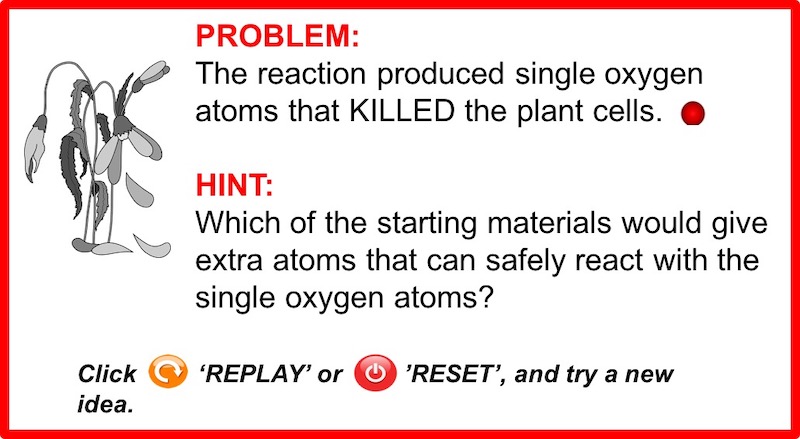 PROBLEM:
The reaction produced single oxygen
atoms that KILLED the plant cells.
HINT:
Which of the starting materials would give
extra atoms that can safely react with the
single oxygen atoms?
Click ‘REPLAY’ or ’RESET’, and try a new
idea.